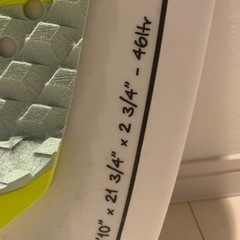 '10" x 21 3/4" x 2 3/4" - 46ltr